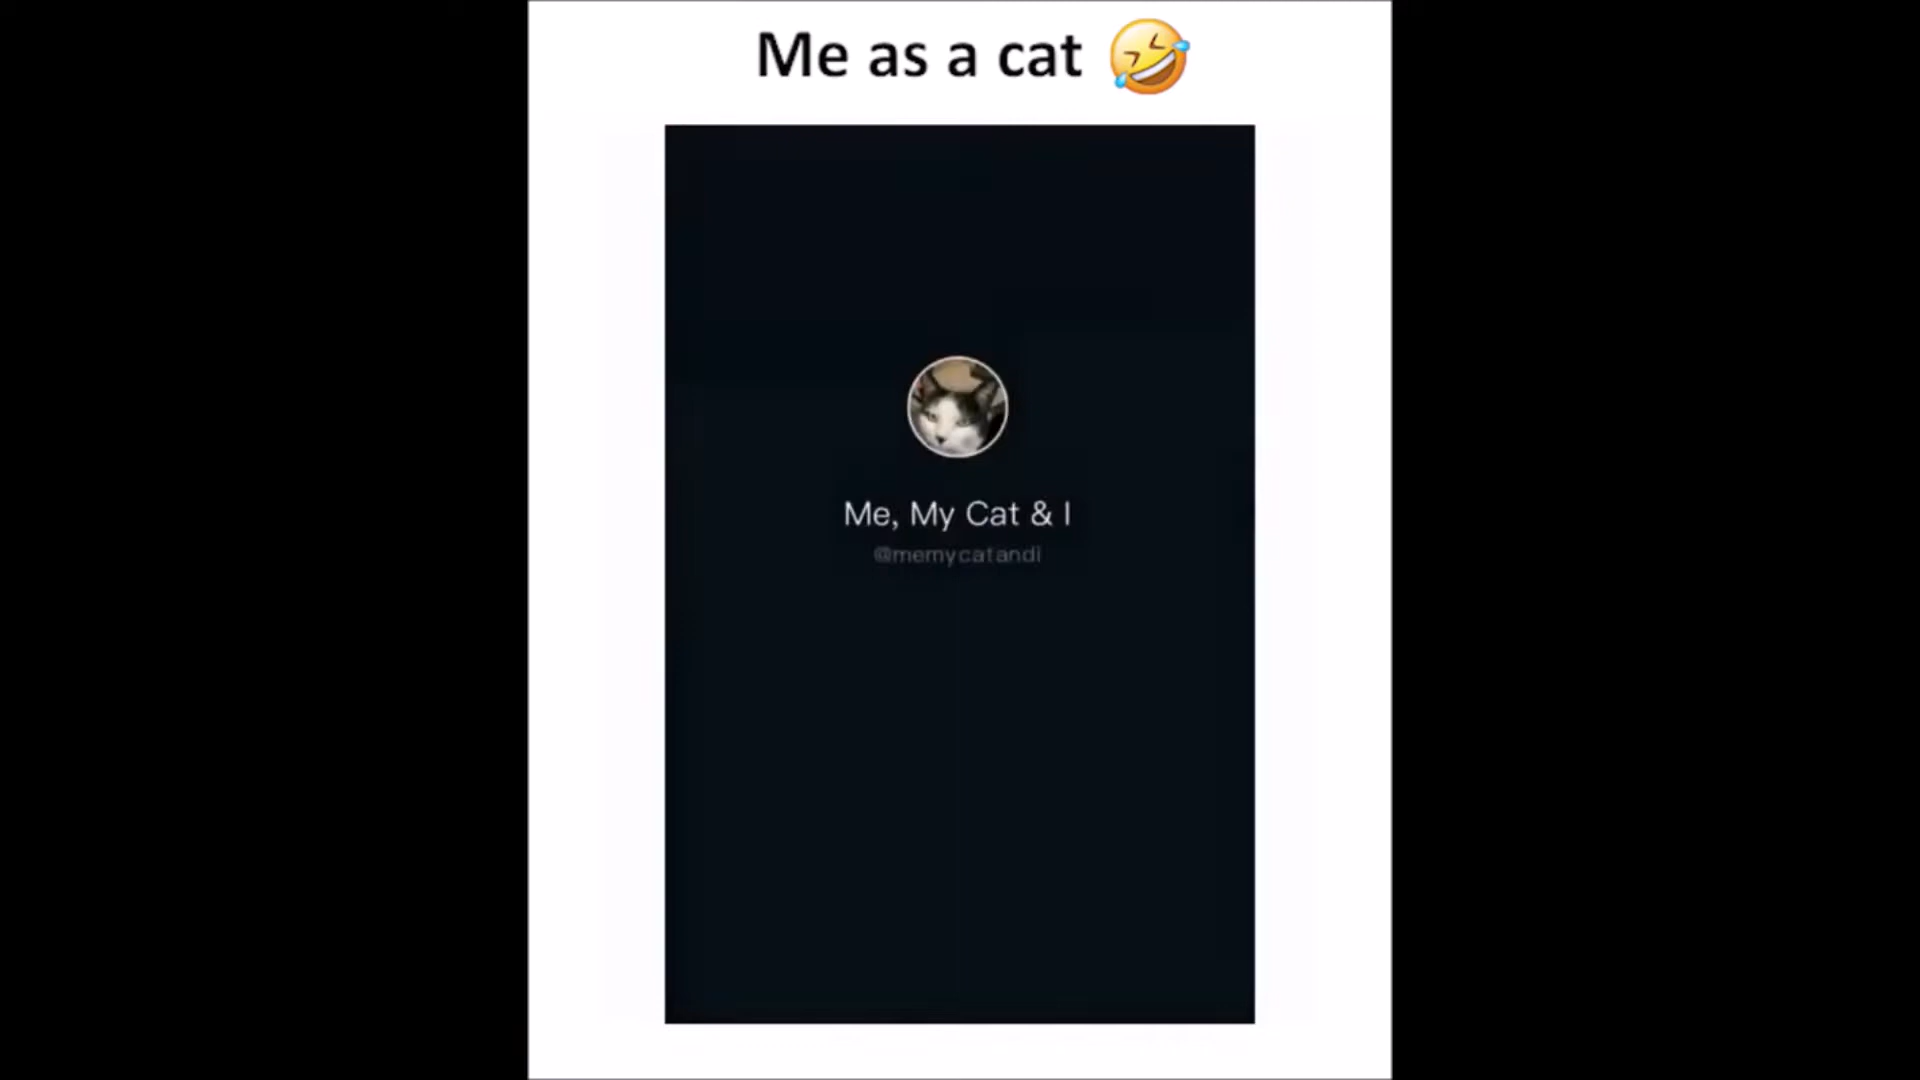 Me as a cat 🤣
Me, My Cat & I
@memycatandi